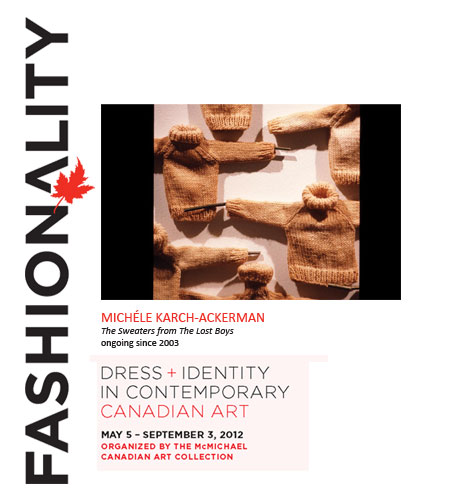 FASHIONALITY
MICHÉLE KARCH-ACKERMAN
The Sweaters from The Lost Boys
ongoing since 2003
DRESS + IDENTITY
IN CONTEMPORARY
CANADIAN ART
MAY 5 – SEPTEMBER 3, 2012
ORGANIZED BY THE McMICHAEL
CANADIAN ART COLLECTION